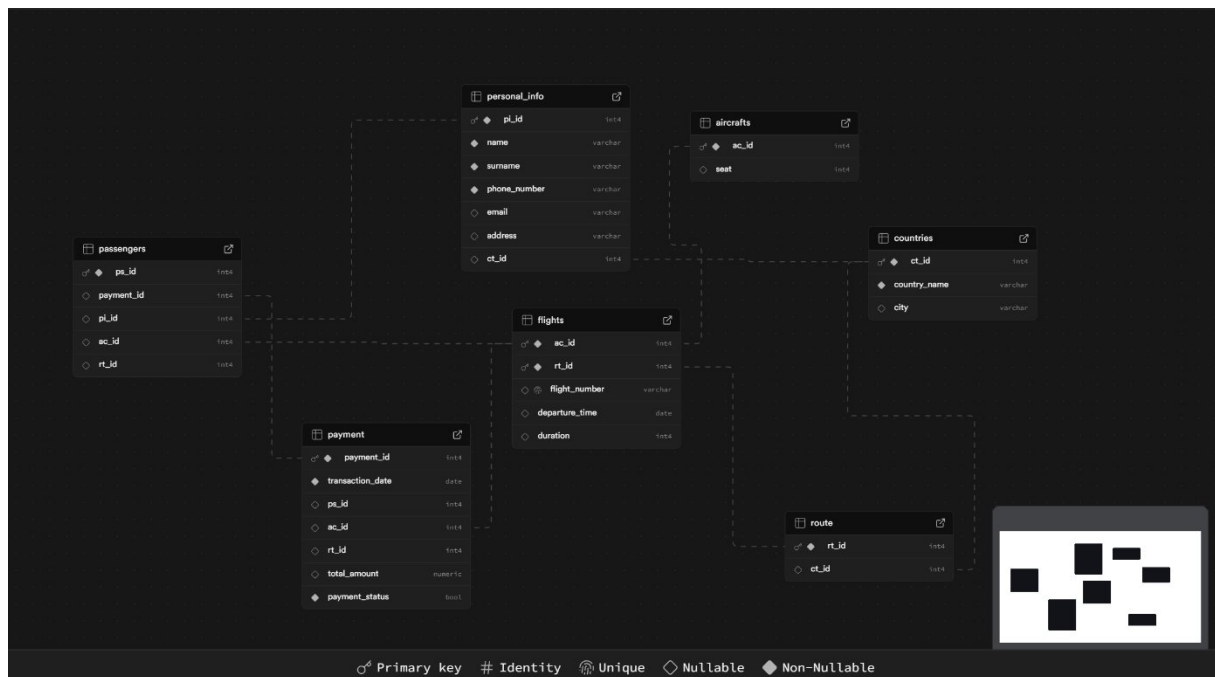 personal_info
pi_id int4
name varchar
surname varchar
phone_number varchar
email varchar
address varchar
ct_id int4
aircrafts
ac_id int4
seat int4
passengers
ps_id int4
payment_id int4
pi_id int4
ac_id int4
rt_id int4
countries
ct_id int4
country_name varchar
city varchar
flights
ac_id int4
rt_id int4
flight_number varchar
departure_time date
duration int4
payment
payment_id int4
transaction_date date
ps_id int4
ac_id int4
rt_id int4
total_amount numeric
payment_status bool
route
rt_id int4
ct_id int4
Primary key # Identity Unique Nullable Non-Nullable